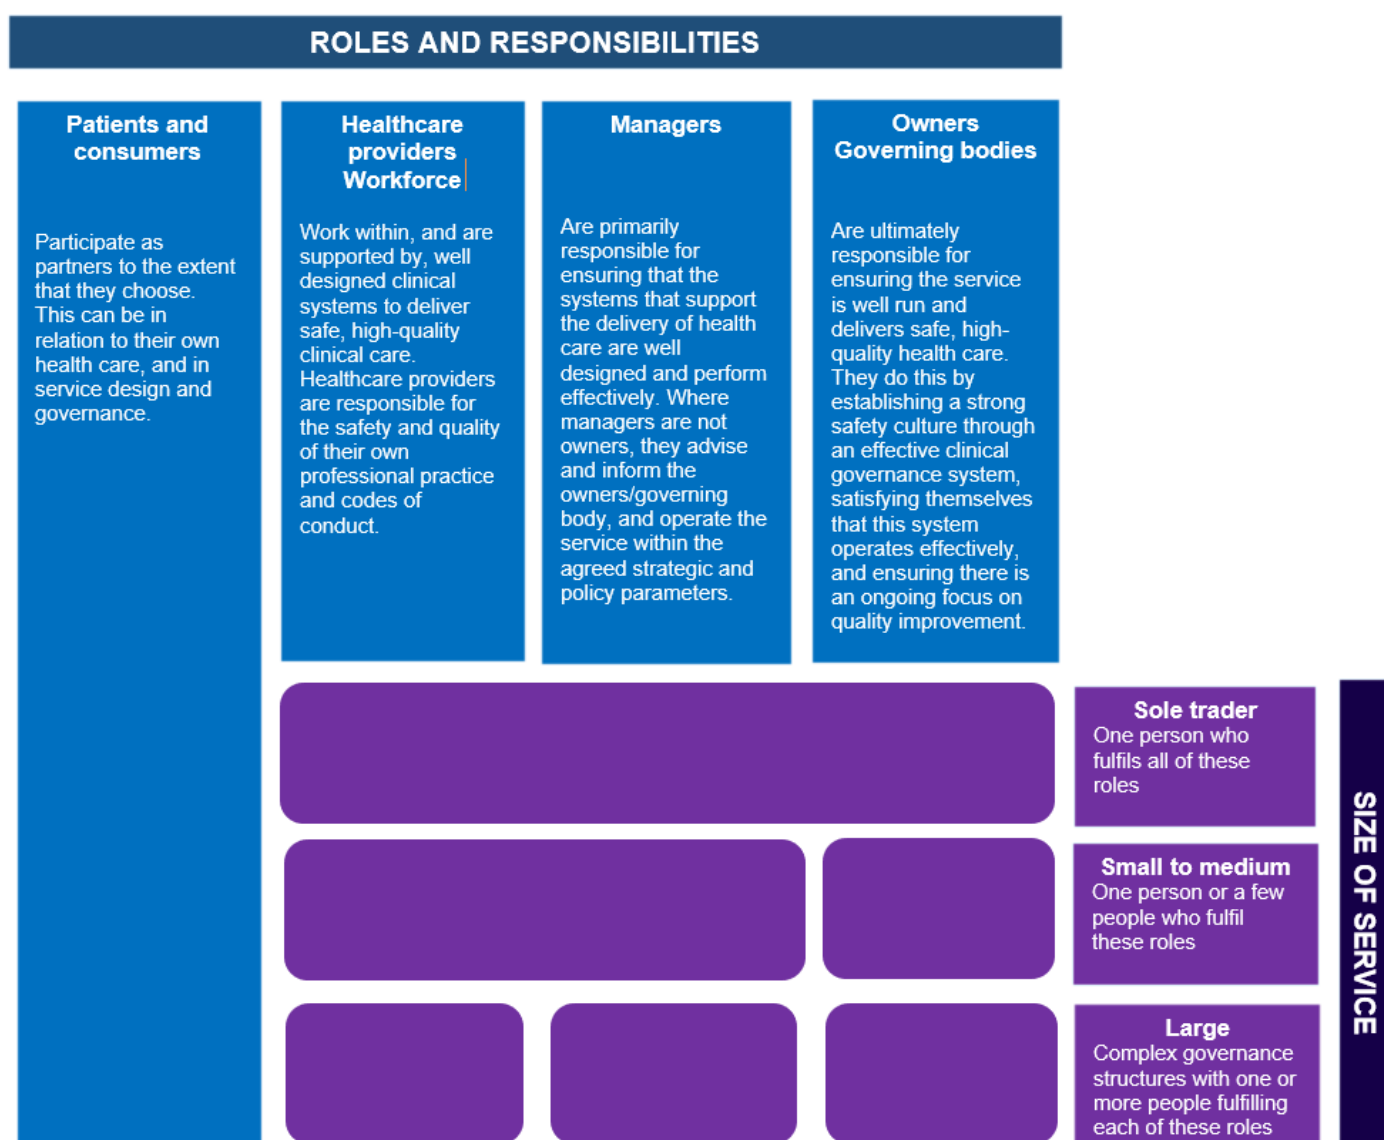 ROLES AND RESPONSIBILITIES
Patients and
consumers
Participate as
partners to the extent
that they choose.
This can be in
relation to their own
health care, and in
service design and
governance.
Healthcare
providers
Workforce
Work within, and are
supported by, well
designed clinical
systems to deliver
safe, high-quality
clinical care.
Healthcare providers
are responsible for
the safety and quality
of their own
professional practice
and codes of
conduct.
Managers
Are primarily
responsible for
ensuring that the
systems that support
the delivery of health
care are well
designed and perform
effectively. Where
managers are not
owners, they advise
and inform the
owners/governing
body, and operate the
service within the
agreed strategic and
policy parameters.
Owners
Governing bodies
Are ultimately
responsible for
ensuring the service
is well run and
delivers safe, high-
quality health care.
They do this by
establishing a strong
safety culture through
an effective clinical
governance system,
satisfying themselves
that this system
operates effectively,
and ensuring there is
an ongoing focus on
quality improvement.
Sole trader
One person who
fulfils all of these
roles
Small to medium
One person or a few
people who fulfil
these roles
Large
Complex governance
structures with one or
more people fulfilling
each of these roles
SIZE OF SERVICE